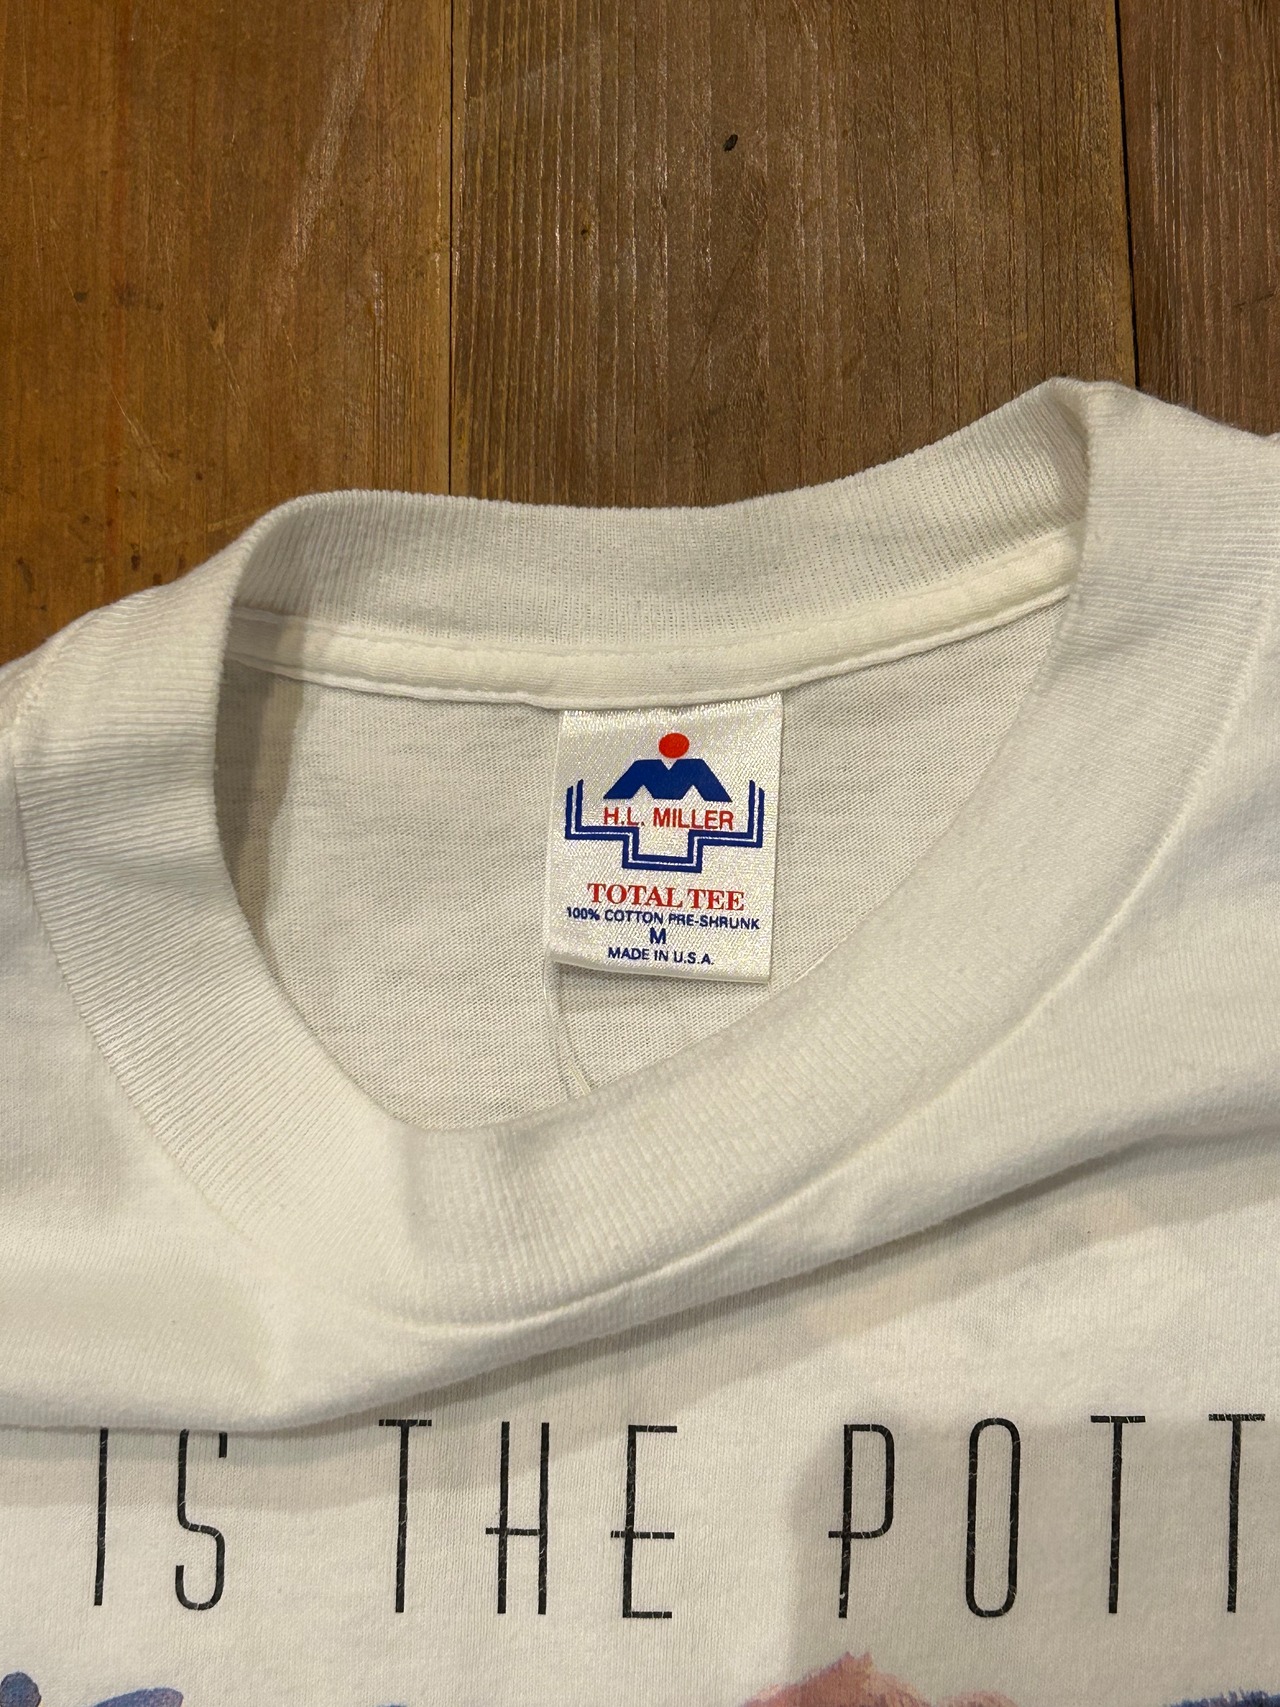 H.L. MILLER
TOTAL TEE
100% COTTON PRE-SHRUNK
M
MADE IN U.S.A.
IS THE POTT